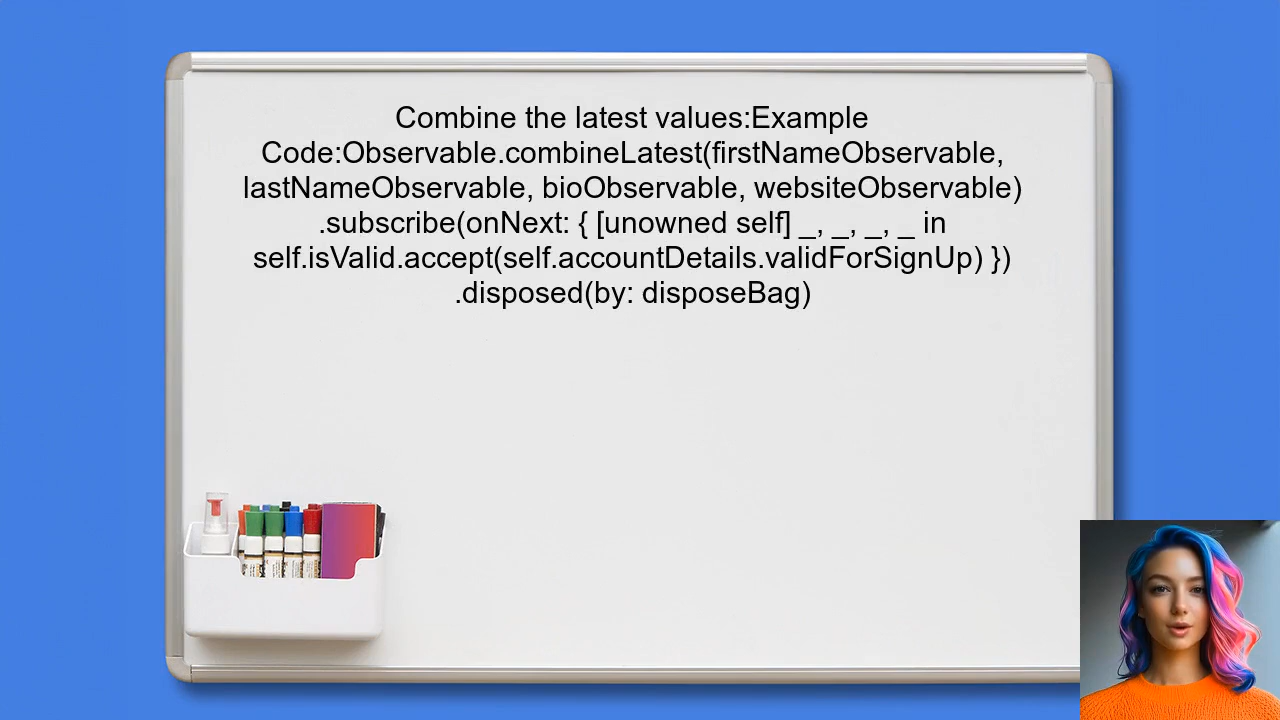 Combine the latest values:Example
Code:Observable.combineLatest(firstNameObservable,
lastNameObservable, bioObservable, websiteObservable)
.subscribe(onNext: { [unowned self] _, _, _, _ in
self.isValid.accept(self.accountDetails.validForSignUp) })
.disposed(by: disposeBag)